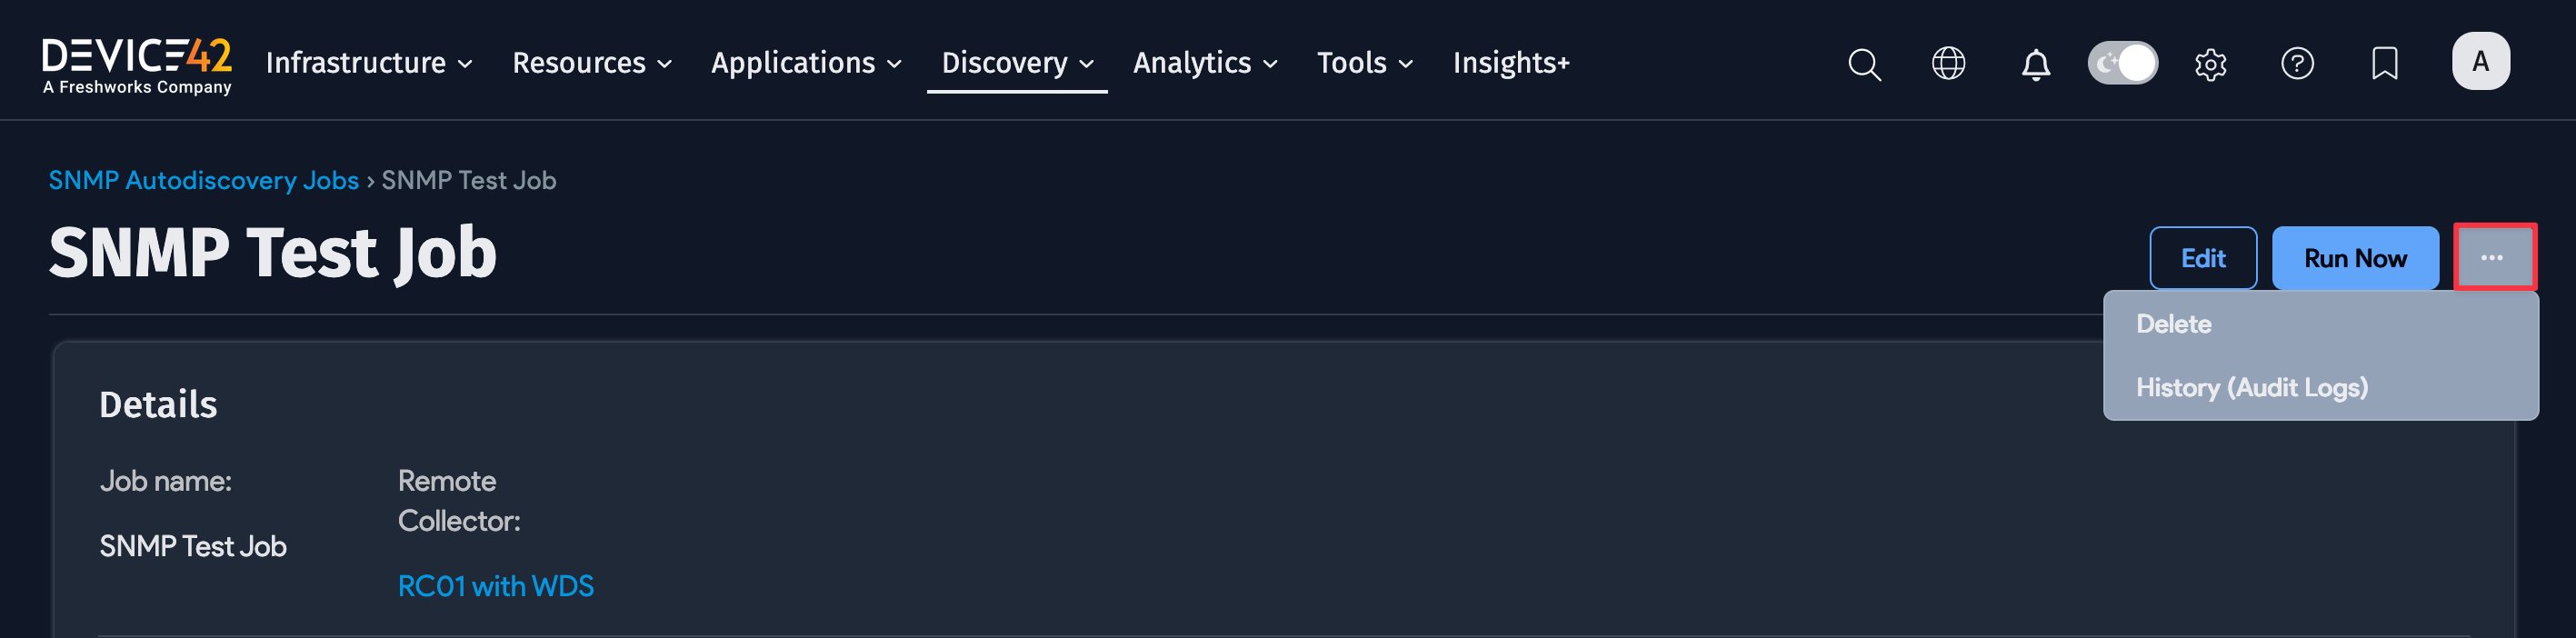 DEVICE42
A Freshworks Company
Infrastructure Resources Applications Discovery Analytics Tools Insights+
A
SNMP Autodiscovery Jobs › SNMP Test Job
SNMP Test Job
Edit Run Now ...
Delete
History (Audit Logs)
Details
Job name:
SNMP Test Job
Remote
Collector:
RC01 with WDS